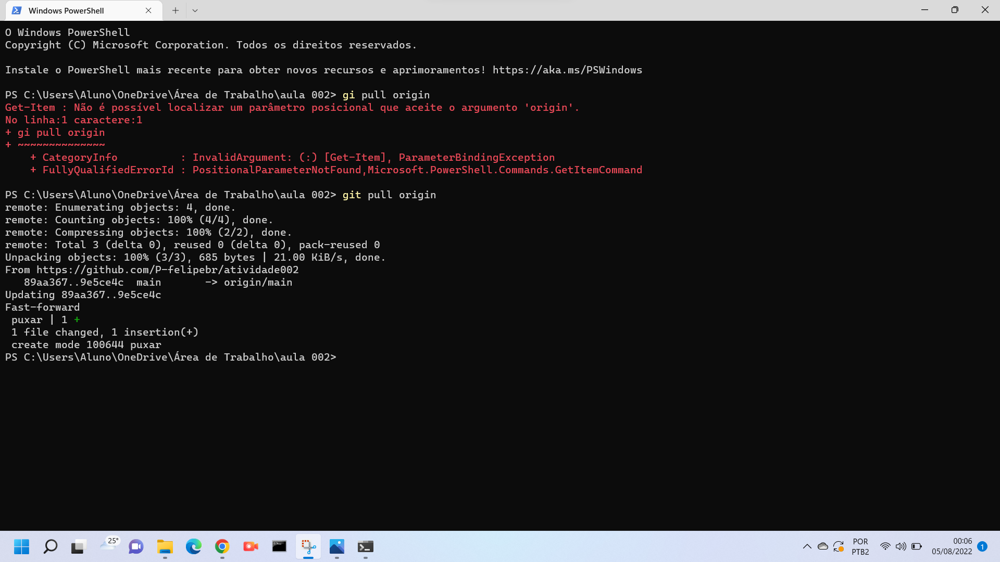 Windows PowerShell
O Windows PowerShell
Copyright (C) Microsoft Corporation. Todos os direitos reservados.
Instale o PowerShell mais recente para obter novos recursos e aprimoramentos! https://aka.ms/PSWindows
PS C:\Users\Aluno\OneDrive\Área de Trabalho\aula 002> gi pull origin
Get-Item : Não é possível localizar um parâmetro posicional que aceite o argumento 'origin'.
No linha:1 caractere:1
+ gi pull origin
+ ~~~~~~~~~~~~~~
    + CategoryInfo          : InvalidArgument: (:) [Get-Item], ParameterBindingException
    + FullyQualifiedErrorId : PositionalParameterNotFound,Microsoft.PowerShell.Commands.GetItemCommand
PS C:\Users\Aluno\OneDrive\Área de Trabalho\aula 002> git pull origin
remote: Enumerating objects: 4, done.
remote: Counting objects: 100% (4/4), done.
remote: Compressing objects: 100% (2/2), done.
remote: Total 3 (delta 0), reused 0 (delta 0), pack-reused 0
Unpacking objects: 100% (3/3), 685 bytes | 21.00 KiB/s, done.
From https://github.com/P-felipebr/atividade002
   89aa367..9e5ce4c  main       -> origin/main
Updating 89aa367..9e5ce4c
Fast-forward
 puxar | 1 +
 1 file changed, 1 insertion(+)
 create mode 100644 puxar
PS C:\Users\Aluno\OneDrive\Área de Trabalho\aula 002>
25°
POR
PTB2
00:06
05/08/2022
1